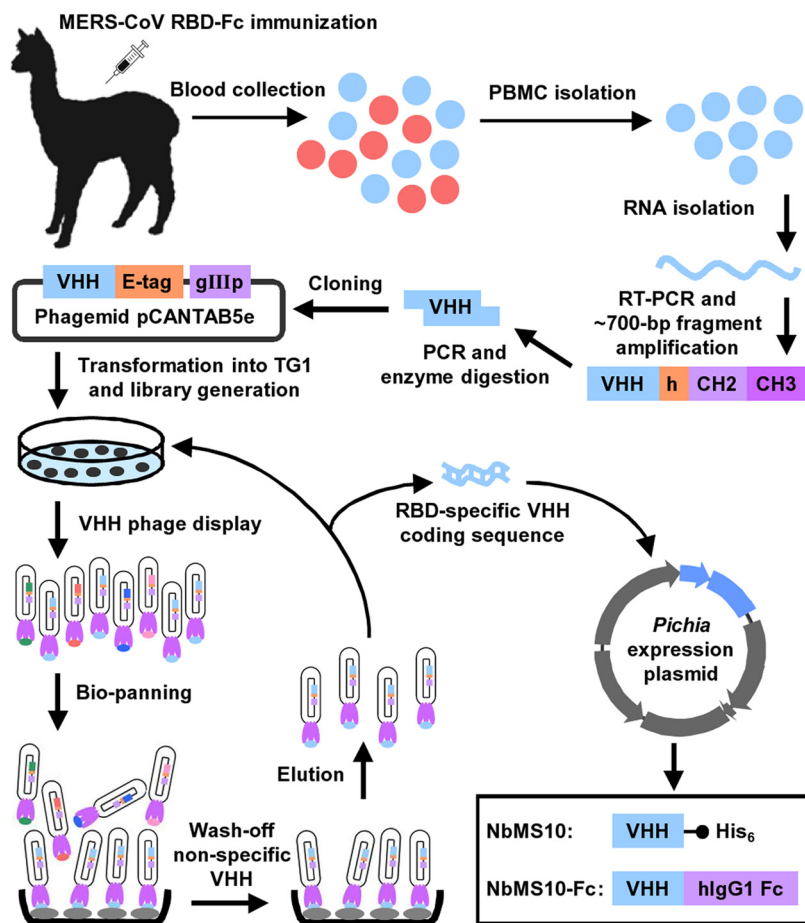 MERS-CoV RBD-Fc immunization
Blood collection
PBMC isolation
RNA isolation
RT-PCR and
~700-bp fragment
amplification
VHH h CH2 CH3
PCR and
enzyme digestion
VHH
Cloning
VHH E-tag gIIIp
Phagemid pCANTAB5e
Transformation into TG1
and library generation
VHH phage display
Bio-panning
Wash-off
non-specific
VHH
Elution
RBD-specific VHH
coding sequence
Pichia
expression
plasmid
NbMS10: VHH His6
NbMS10-Fc: VHH hIgG1 Fc